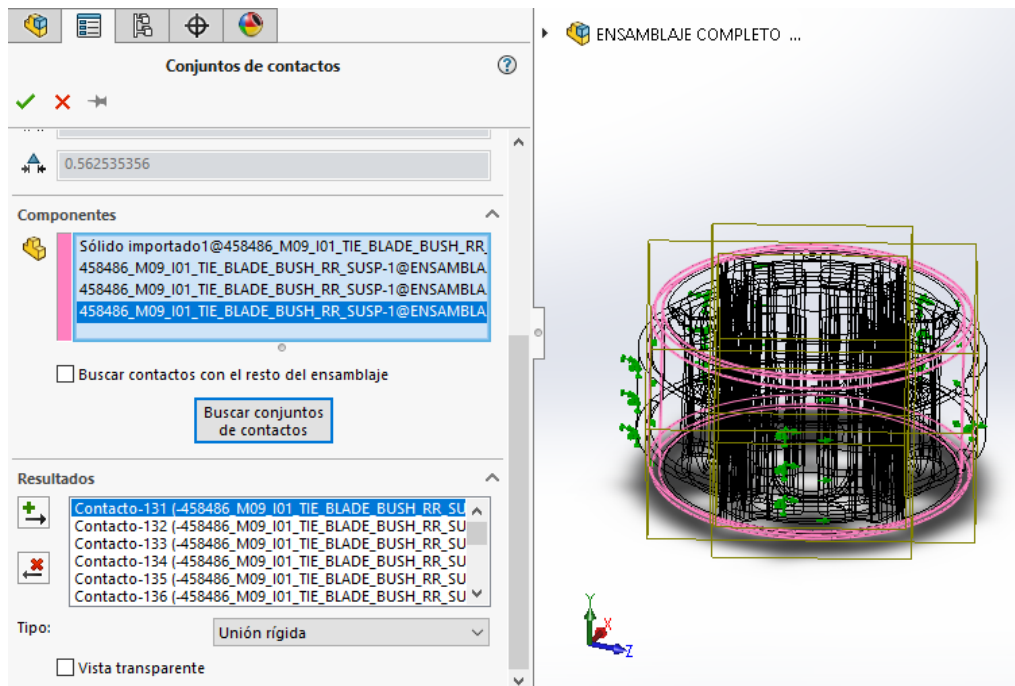 ENSAMBLAJE COMPLETO ...
Conjuntos de contactos
0.562535356
Componentes
Sólido importado1@458486_M09_I01_TIE_BLADE_BUSH_RR_
458486_M09_I01_TIE_BLADE_BUSH_RR_SUSP-1@ENSAMBLA
458486_M09_I01_TIE_BLADE_BUSH_RR_SUSP-1@ENSAMBLA
458486_M09_I01_TIE_BLADE_BUSH_RR_SUSP-1@ENSAMBLA
Buscar contactos con el resto del ensamblaje
Buscar conjuntos
de contactos
Resultados
Contacto-131 (-458486_M09_I01_TIE_BLADE_BUSH_RR_SU
Contacto-132 (-458486_M09_I01_TIE_BLADE_BUSH_RR_SU
Contacto-133 (-458486_M09_I01_TIE_BLADE_BUSH_RR_SU
Contacto-134 (-458486_M09_I01_TIE_BLADE_BUSH_RR_SU
Contacto-135 (-458486_M09_I01_TIE_BLADE_BUSH_RR_SU
Contacto-136 (-458486_M09_I01_TIE_BLADE_BUSH_RR_SU
Tipo:
Unión rígida
Vista transparente
Y
X
Z